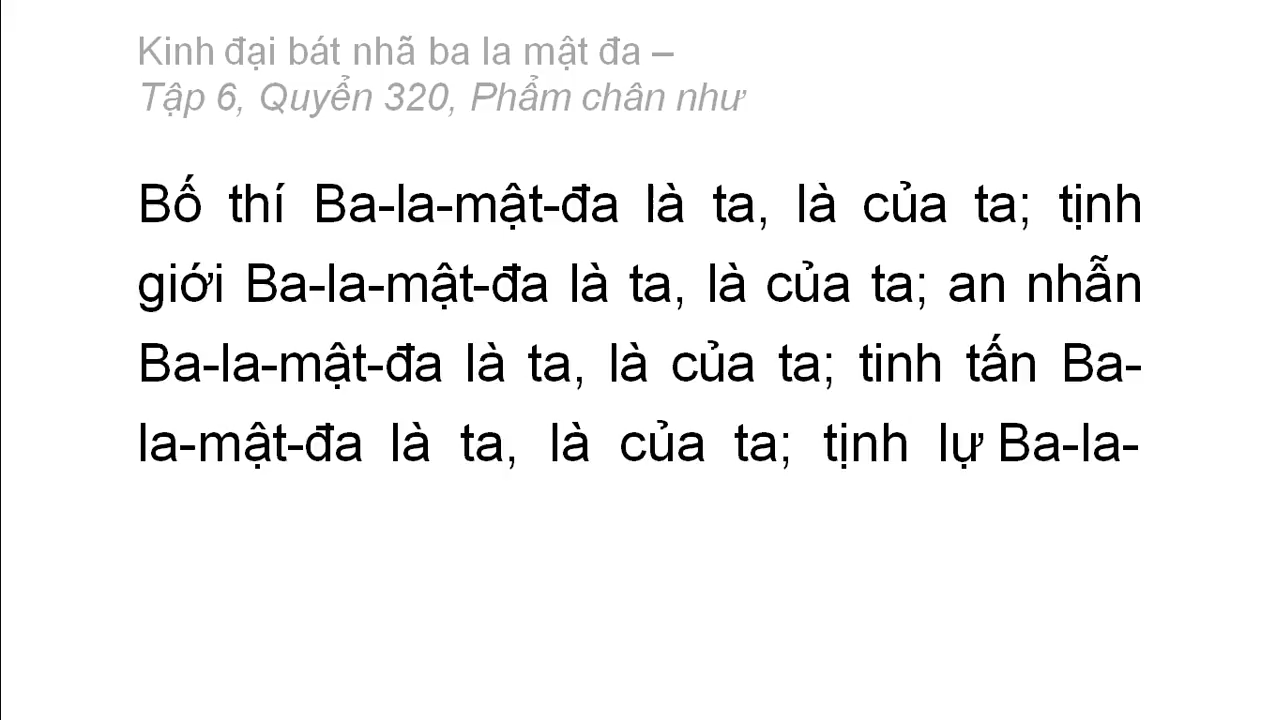 Kinh đại bát nhã ba la mật đa –
Tập 6, Quyển 320, Phẩm chân như
Bố thí Ba-la-mật-đa là ta, là của ta; tịnh
giới Ba-la-mật-đa là ta, là của ta; an nhẫn
Ba-la-mật-đa là ta, là của ta; tinh tấn Ba-
la-mật-đa là ta, là của ta; tịnh lự Ba-la-